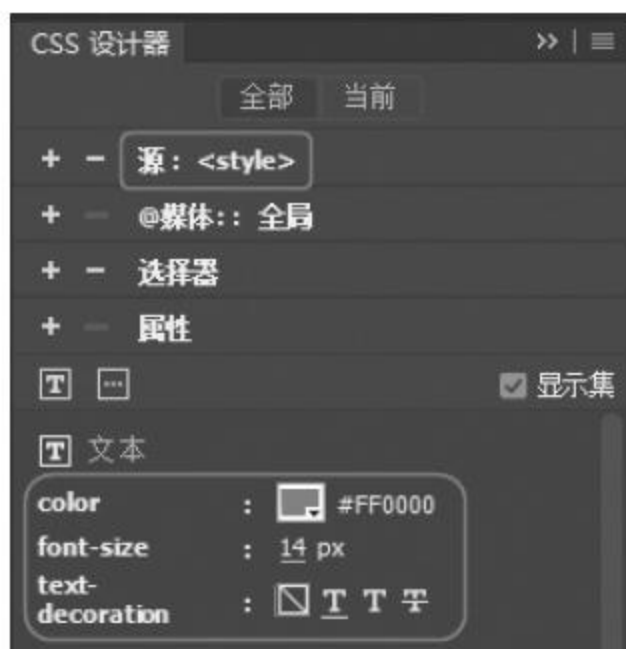 CSS 设计器
全部 当前
+ - 源: <style>
+ - @媒体:: 全局
+ - 选择器
+ - 属性
T ... 显示集
T 文本
color : #FF0000
font-size : 14 px
text-
decoration : T T T